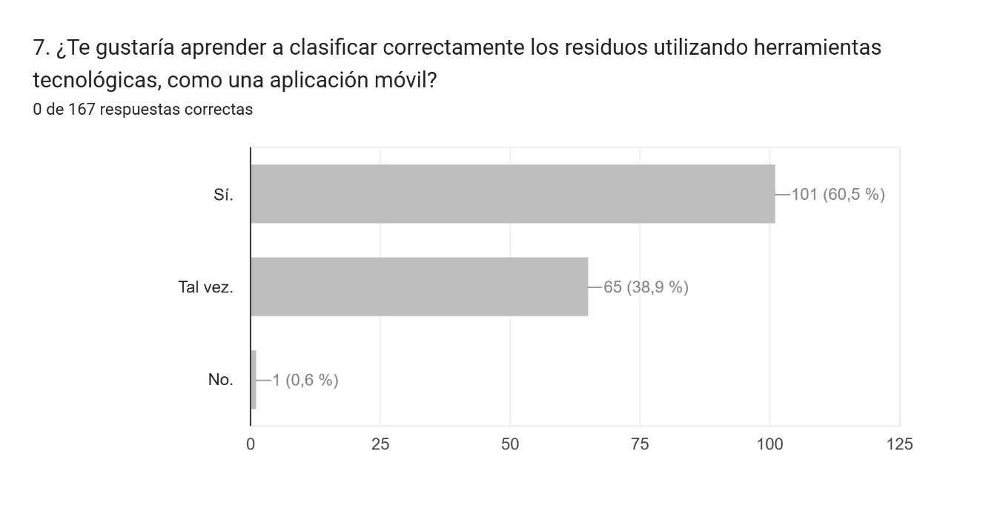 7. ¿Te gustaría aprender a clasificar correctamente los residuos utilizando herramientas
tecnológicas, como una aplicación móvil?
0 de 167 respuestas correctas
Sí.
101 (60,5 %)
Tal vez.
65 (38,9 %)
No.
1 (0,6 %)
0 25 50 75 100 125